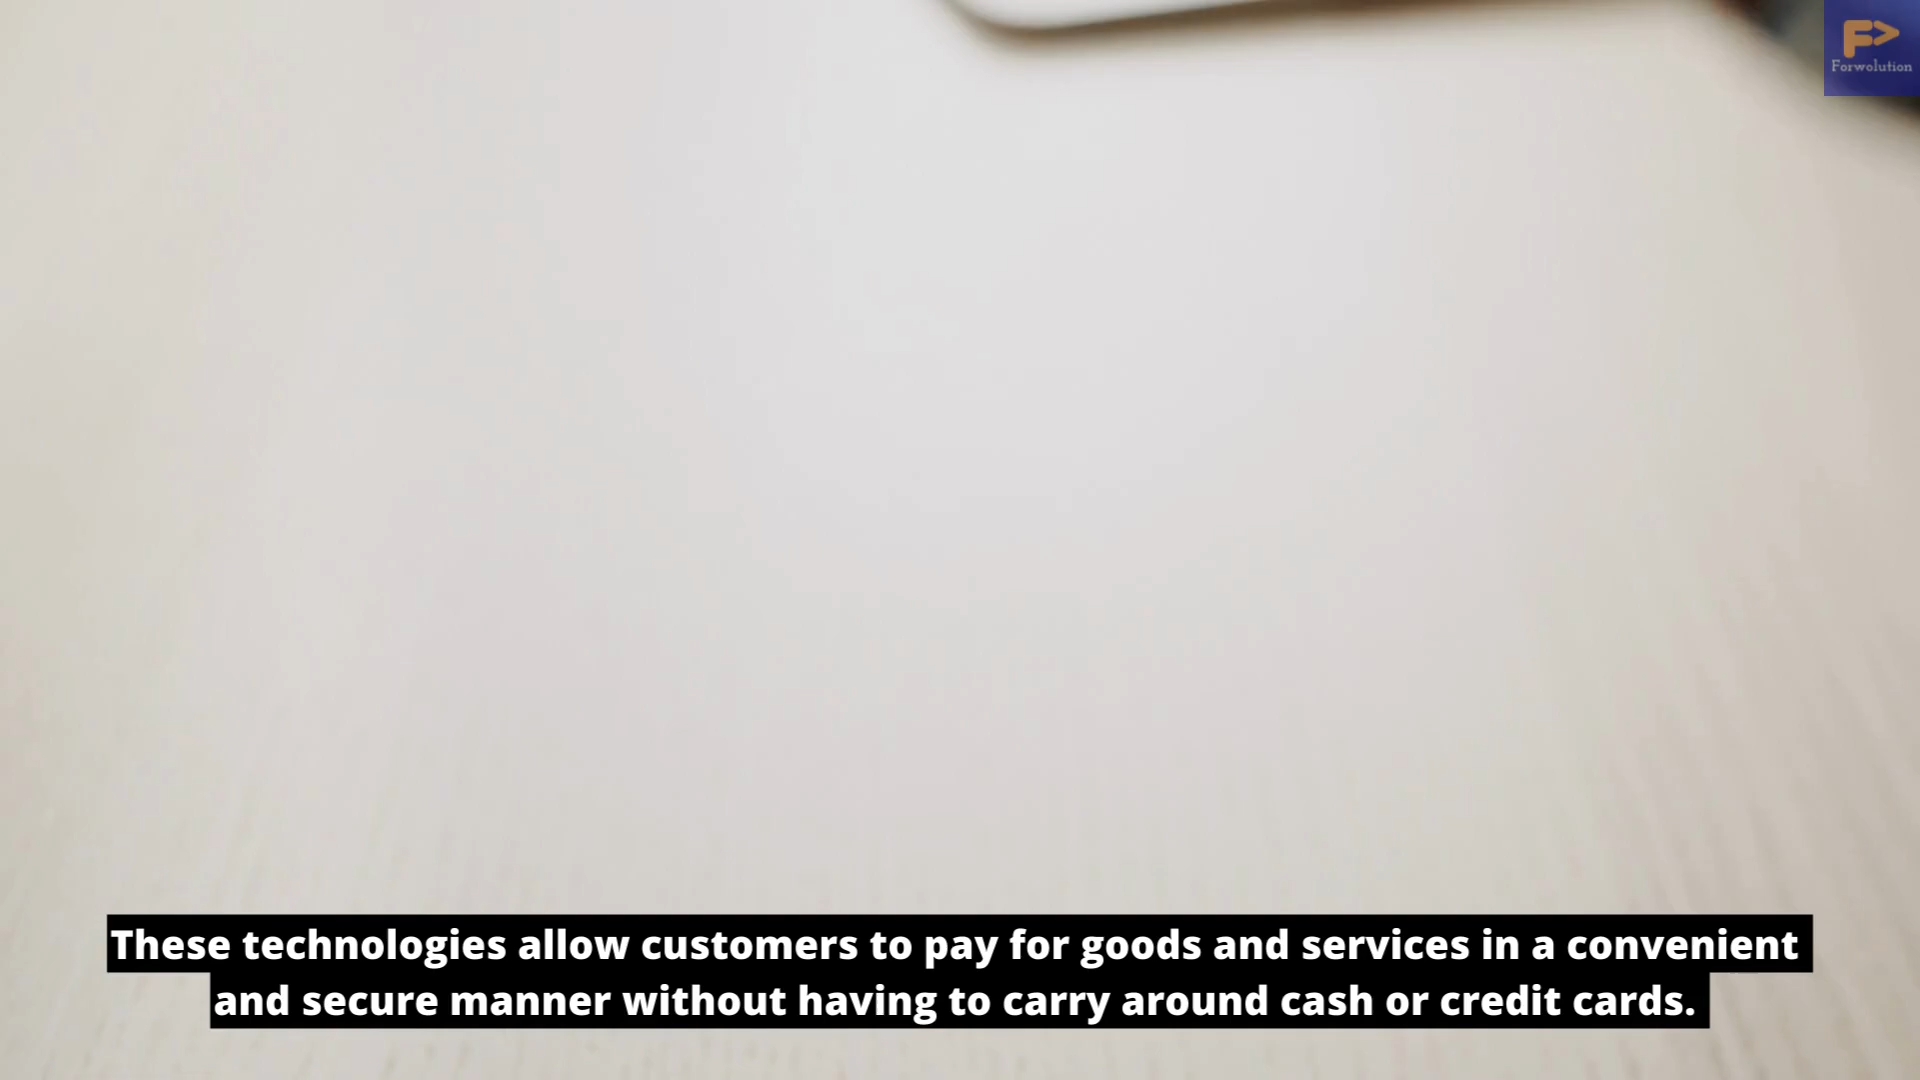 Forwolution
These technologies allow customers to pay for goods and services in a convenient
and secure manner without having to carry around cash or credit cards.